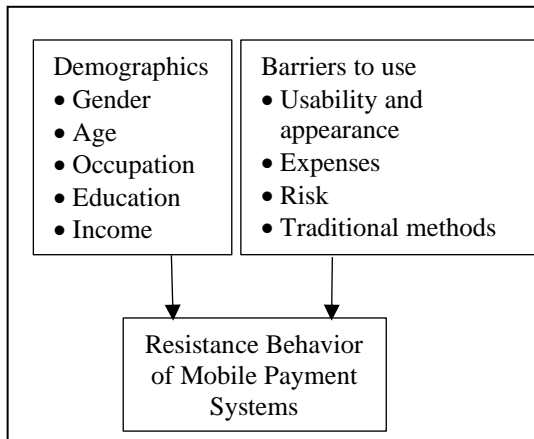 Demographics
• Gender
• Age
• Occupation
• Education
• Income
Barriers to use
• Usability and
appearance
• Expenses
• Risk
• Traditional methods
Resistance Behavior
of Mobile Payment
Systems